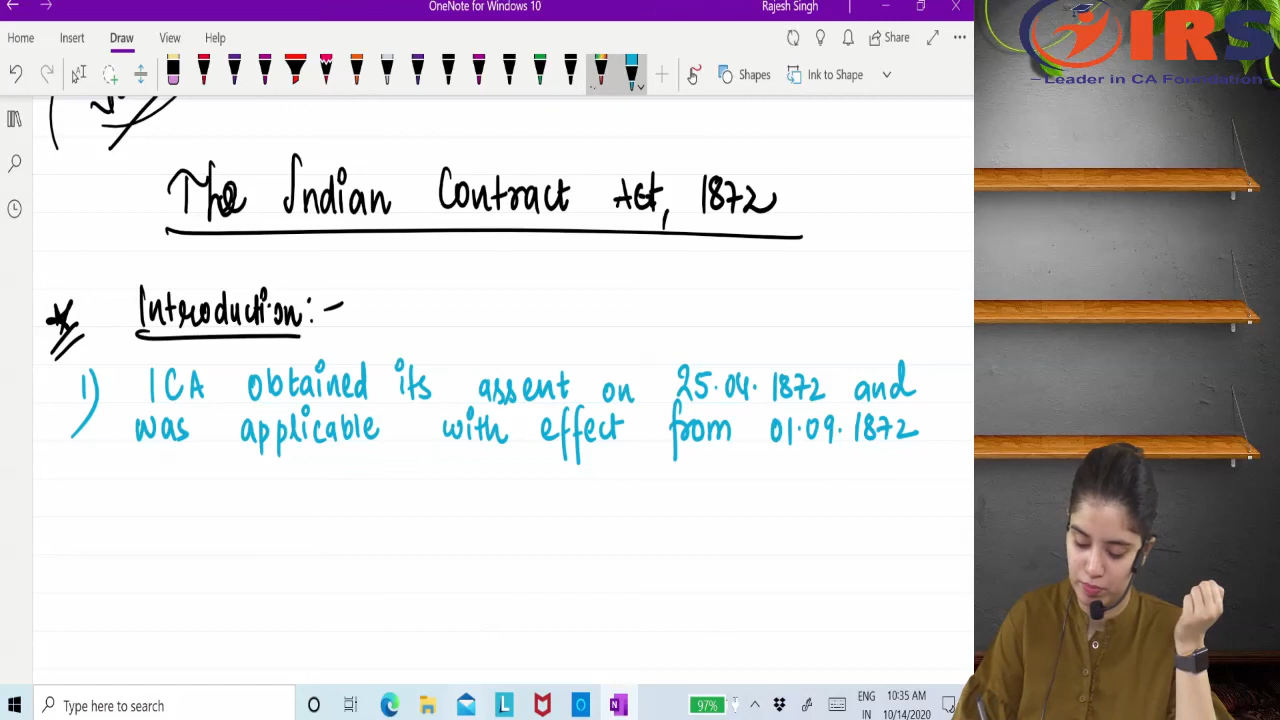 OneNote for Windows 10
Rajesh Singh
Home Insert Draw View Help
Share
Shapes
Ink to Shape
IRS
Leader in CA Foundation
The Indian Contract Act, 1872
Introduction:-
1) ICA obtained its assent on 25.04.1872 and
was applicable with effect from 01.09.1872
Type here to search
97%
ENG
IN
10:35 AM
10/14/2020